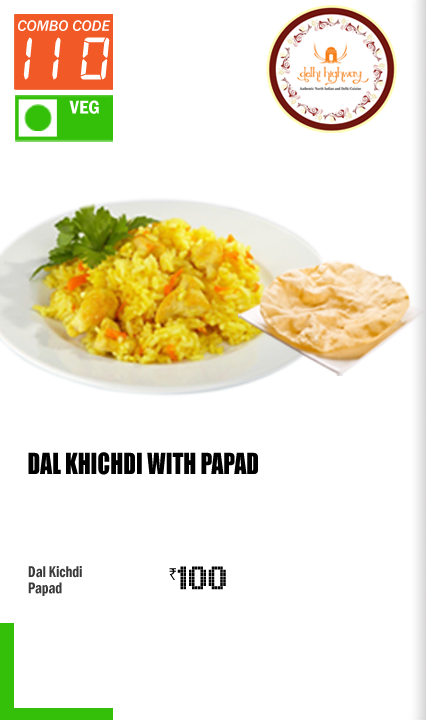 COMBO CODE
110
VEG
delhi highway
Authentic North Indian and Delhi Cuisine
DAL KHICHDI WITH PAPAD
Dal Kichdi
Papad
₹100